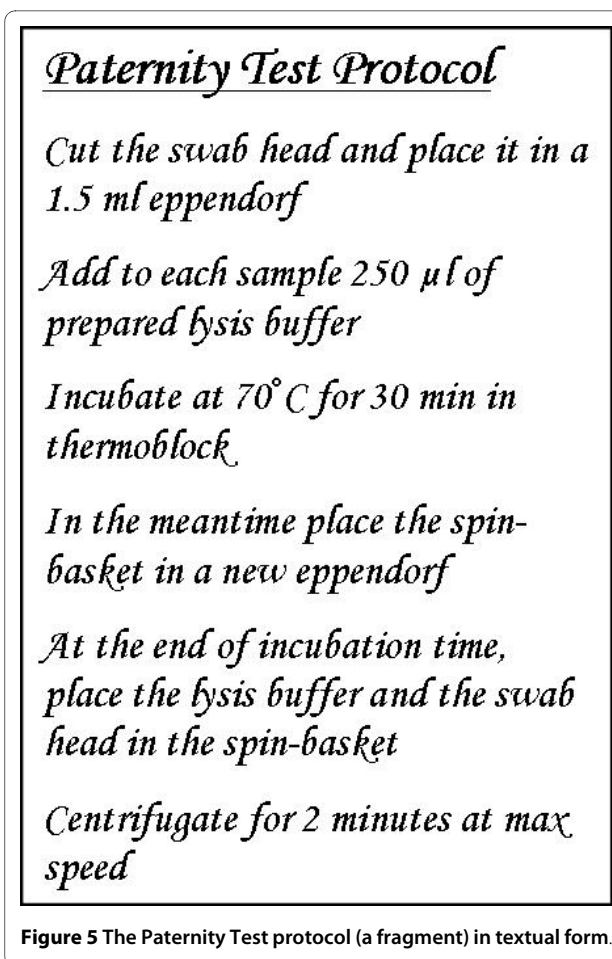 Paternity Test Protocol
Cut the swab head and place it in a
1.5 ml eppendorf
Add to each sample 250 µl of
prepared lysis buffer
Incubate at 70°C for 30 min in
thermoblock
In the meantime place the spin-
basket in a new eppendorf
At the end of incubation time,
place the lysis buffer and the swab
head in the spin-basket
Centrifugate for 2 minutes at max
speed
Figure 5 The Paternity Test protocol (a fragment) in textual form.